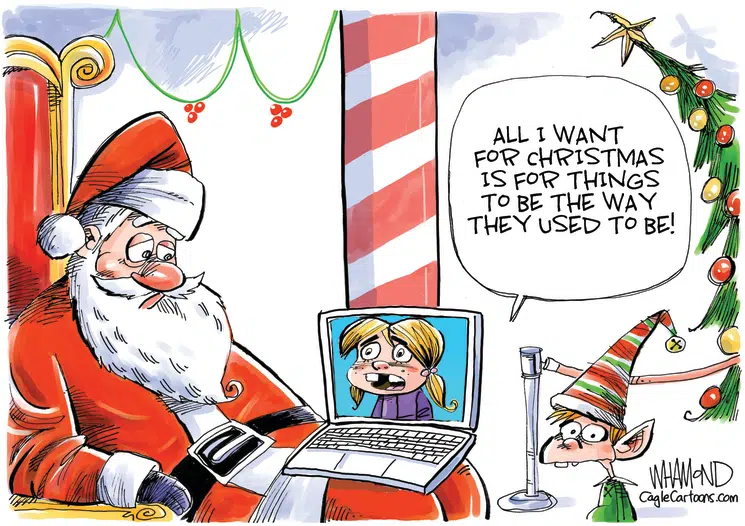 ALL I WANT
FOR CHRISTMAS
IS FOR THINGS
TO BE THE WAY
THEY USED TO BE!
WHAMOND
CagleCartoons.com